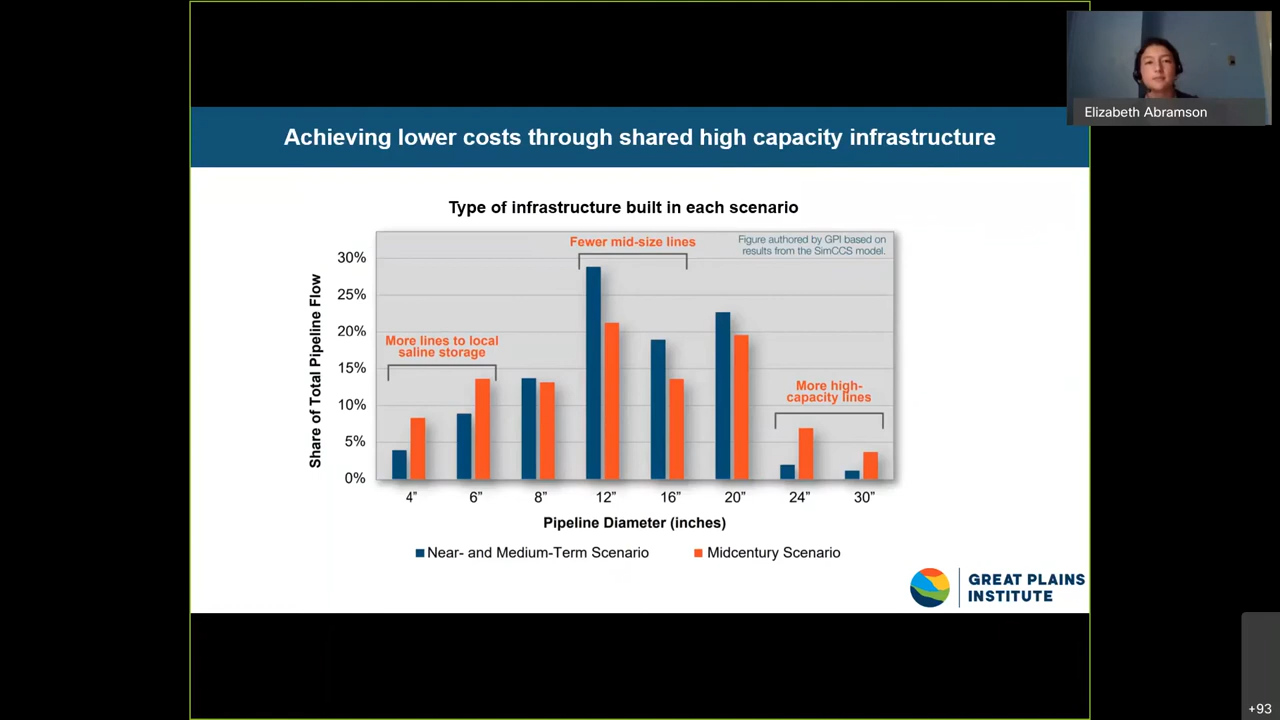 Elizabeth Abramson
Achieving lower costs through shared high capacity infrastructure
Type of infrastructure built in each scenario
Fewer mid-size lines
Figure authored by GPI based on
results from the SimCCS model.
More lines to local
saline storage
More high-
capacity lines
Share of Total Pipeline Flow
30%
25%
20%
15%
10%
5%
0%
4” 6” 8” 12” 16” 20” 24” 30”
Pipeline Diameter (inches)
Near- and Medium-Term Scenario Midcentury Scenario
GREAT PLAINS
INSTITUTE
+93